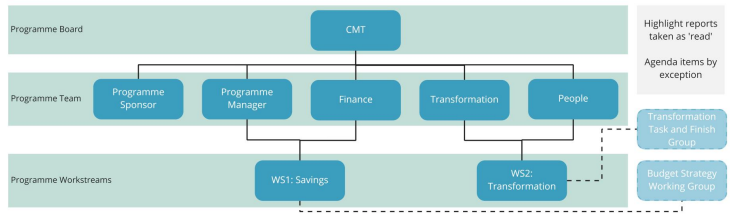 Programme Board
CMT
Highlight reports
taken as 'read'
Agenda items by
exception
Programme Team
Programme
Sponsor
Programme
Manager
Finance
Transformation
People
Transformation
Task and Finish
Group
Programme Workstreams
WS1: Savings
WS2:
Transformation
Budget Strategy
Working Group